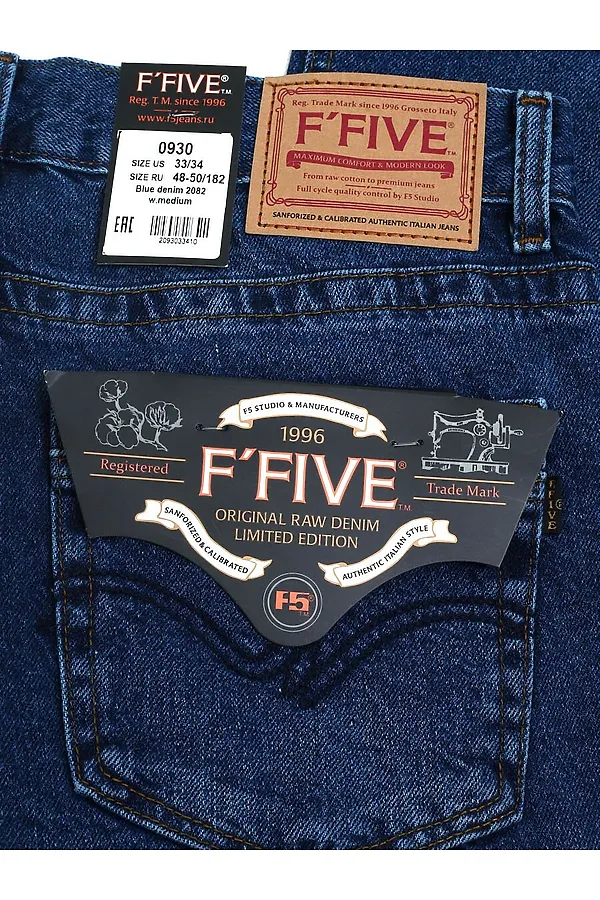 F'FIVE® T.M.
Reg. T. M. since 1996
www.f5jeans.ru
0930
SIZE US 33/34
SIZE RU 48-50/182
Blue denim 2082
w.medium
EAC
2093033410
Reg. Trade Mark since 1996 Grosseto Italy
F'FIVE® T.M.
MAXIMUM COMFORT & MODERN LOOK
From raw cotton to premium jeans
Full cycle quality control by F5 Studio
SANFORIZED & CALIBRATED AUTHENTIC ITALIAN JEANS
F5 STUDIO & MANUFACTURERS
1996
Registered
F'FIVE® T.M.
Trade Mark
ORIGINAL RAW DENIM
LIMITED EDITION
SANFORIZED & CALIBRATED
AUTHENTIC ITALIAN STYLE
F5® T.M.
F'FIVE